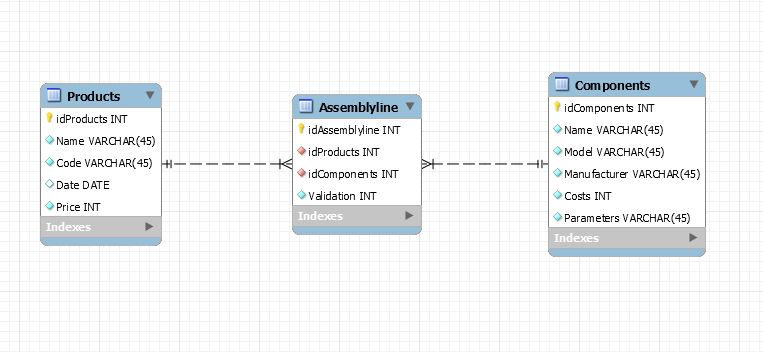 Products
idProducts INT
Name VARCHAR(45)
Code VARCHAR(45)
Date DATE
Price INT
Indexes
Assemblyline
idAssemblyline INT
idProducts INT
idComponents INT
Validation INT
Indexes
Components
idComponents INT
Name VARCHAR(45)
Model VARCHAR(45)
Manufacturer VARCHAR(45)
Costs INT
Parameters VARCHAR(45)
Indexes